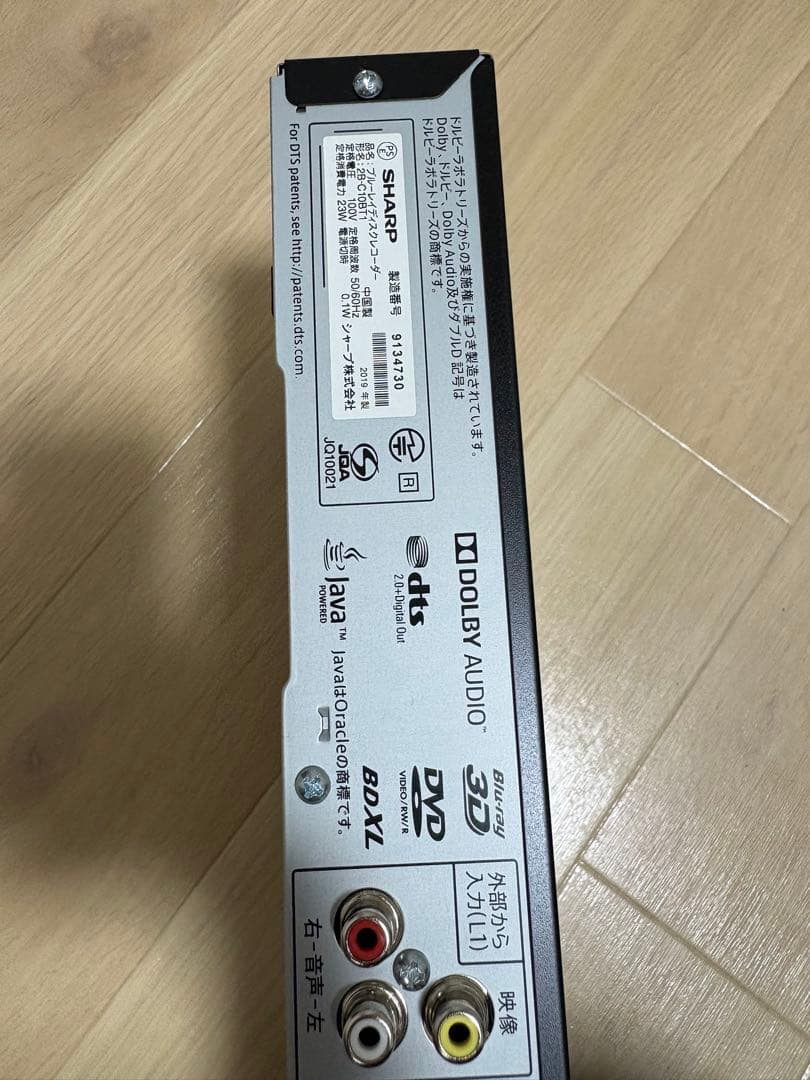 ドルビーラボラトリーズからの実施権に基づき製造されています。
Dolby、ドルビー、Dolby Audio及びダブルD記号は
ドルビーラボラトリーズの商標です。
PS E
SHARP 製造番号 9134730
品名：ブルーレイディスクレコーダー 中国製
形名：2B-C10BT1
2019 年製
定格電圧 100V 定格周波数 50/60Hz
定格消費電力 23W 電源切時 0.1W シャープ株式会社
R
JQA
JQ10021
For DTS patents, see http://patents.dts.com.
DOLBY AUDIO™
dts
2.0+Digital Out
Java™
POWERED
JavaはOracleの商標です。
Blu-ray
3D
DVD
VIDEO/RW/R
BDXL
外部から
入力(L1)
映像
右-音声-左